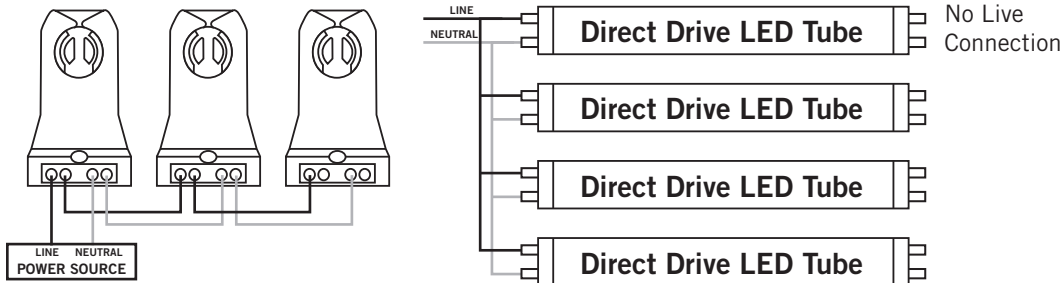 LINE
NEUTRAL
Direct Drive LED Tube
No Live
Connection
Direct Drive LED Tube
Direct Drive LED Tube
Direct Drive LED Tube
LINE NEUTRAL
POWER SOURCE